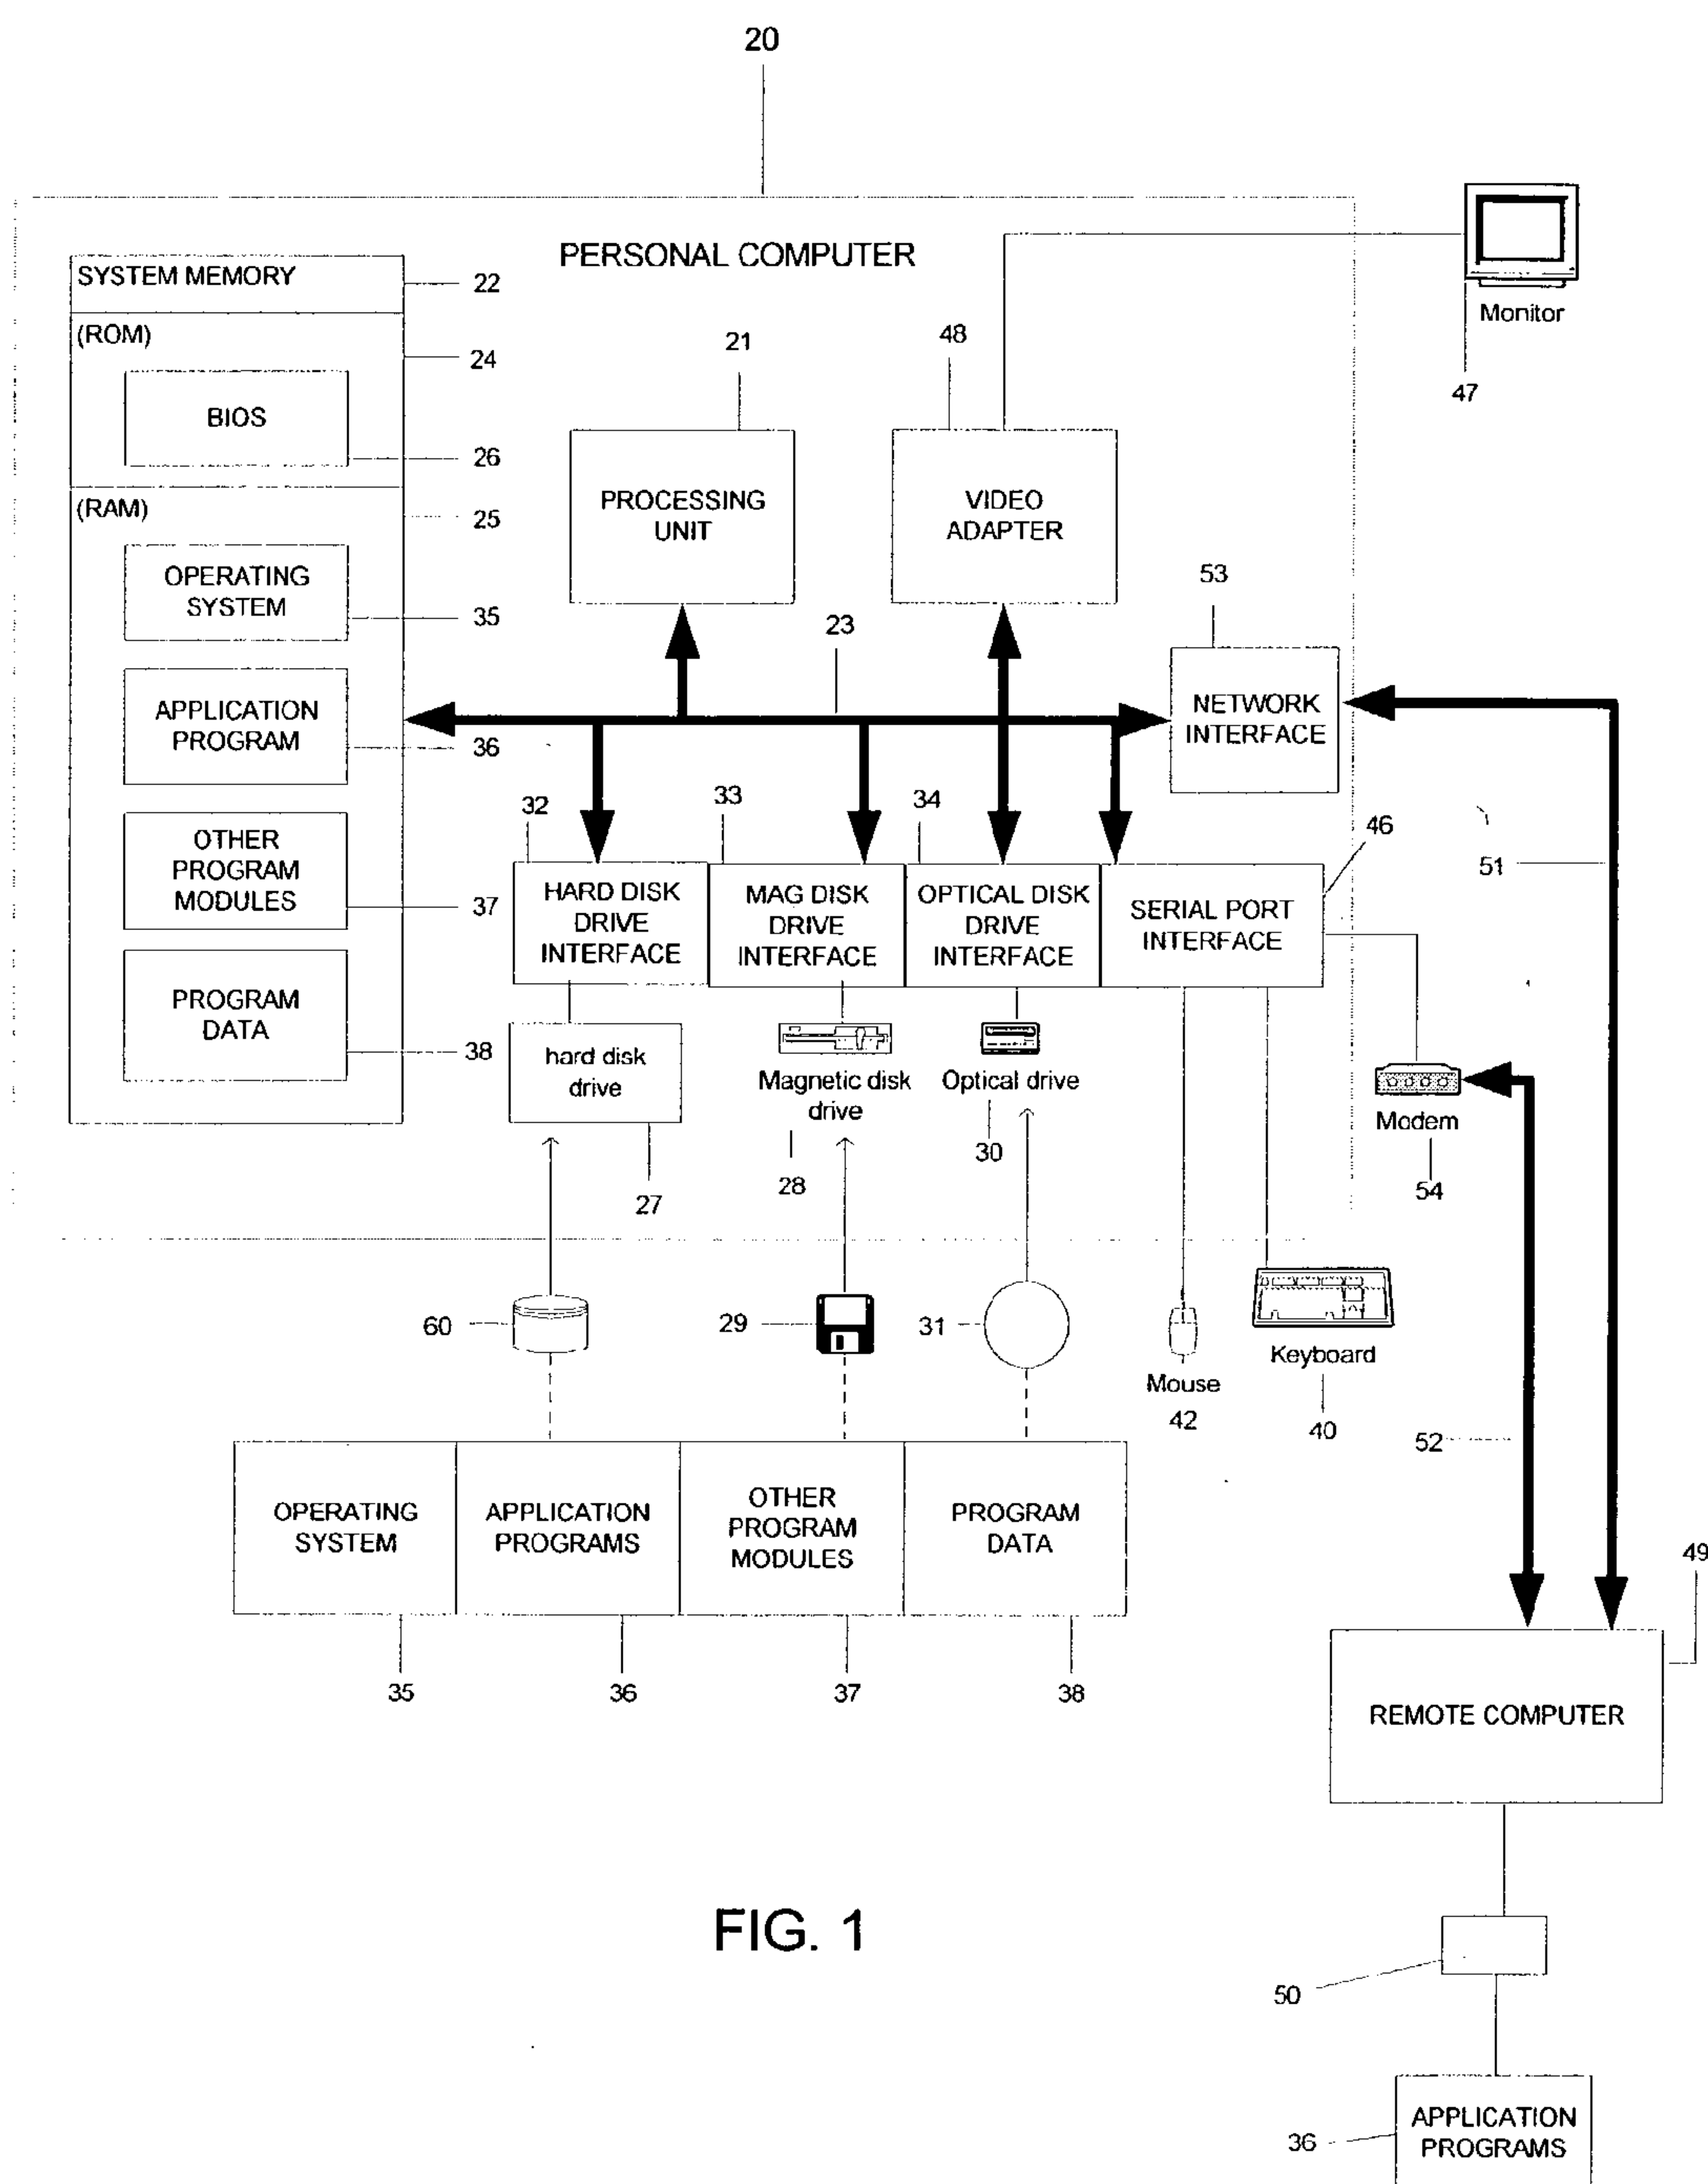 20
PERSONAL COMPUTER
SYSTEM MEMORY
22
(ROM)
24
BIOS
26
(RAM)
25
OPERATING
SYSTEM
35
APPLICATION
PROGRAM
36
OTHER
PROGRAM
MODULES
37
PROGRAM
DATA
38
21
PROCESSING
UNIT
48
VIDEO
ADAPTER
Monitor
47
23
53
NETWORK
INTERFACE
32
HARD DISK
DRIVE
INTERFACE
33
MAG DISK
DRIVE
INTERFACE
34
OPTICAL DISK
DRIVE
INTERFACE
46
SERIAL PORT
INTERFACE
51
hard disk
drive
27
Magnetic disk
drive
28
Optical drive
30
Modem
54
60
29
31
Mouse
42
Keyboard
40
52
OPERATING
SYSTEM
APPLICATION
PROGRAMS
OTHER
PROGRAM
MODULES
PROGRAM
DATA
35
36
37
38
49
REMOTE COMPUTER
50
36
APPLICATION
PROGRAMS
FIG. 1